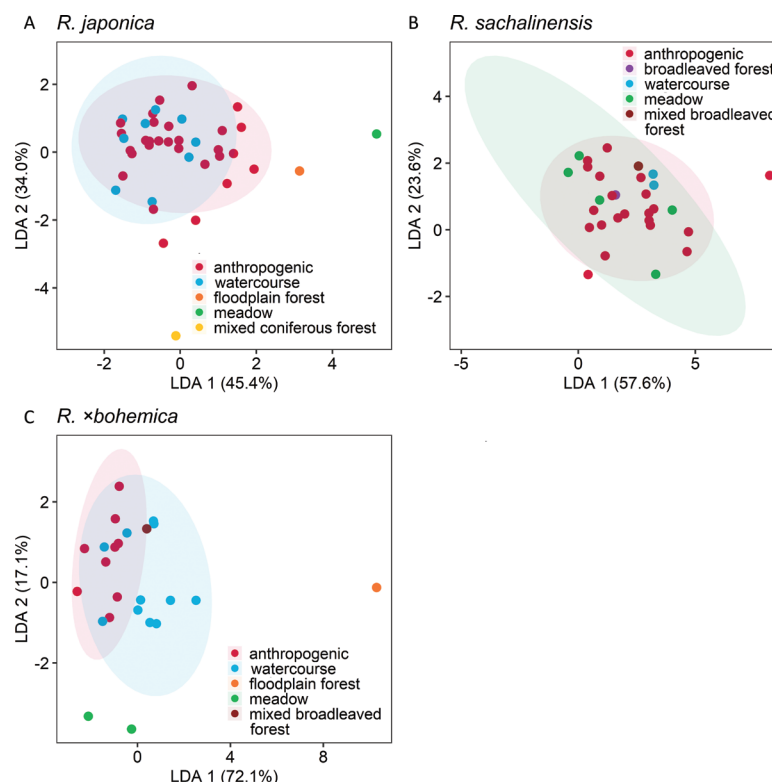 A R. japonica
2
0
-2
-4
LDA 2 (34.0%)
anthropogenic
watercourse
floodplain forest
meadow
mixed coniferous forest
-2 0 2 4
LDA 1 (45.4%)
B R. sachalinensis
4
2
0
-2
LDA 2 (23.6%)
anthropogenic
broadleaved forest
watercourse
meadow
mixed broadleaved
forest
-5 0 5
LDA 1 (57.6%)
C R. ×bohemica
2
0
-2
LDA 2 (17.1%)
anthropogenic
watercourse
floodplain forest
meadow
mixed broadleaved
forest
0 4 8
LDA 1 (72.1%)